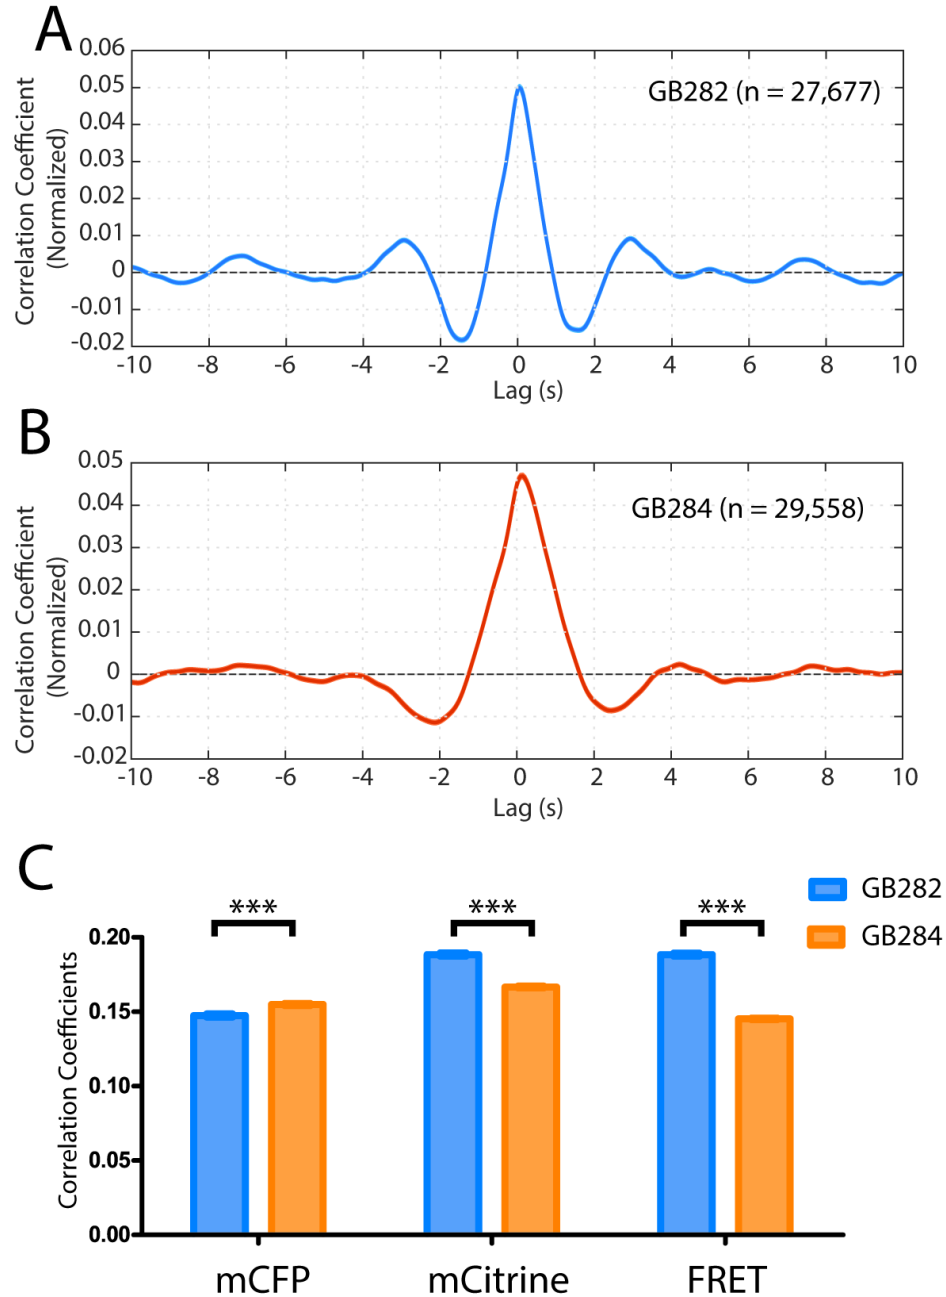 A
0.06
0.05
0.04
0.03
0.02
0.01
0
-0.01
-0.02
Correlation Coefficient
(Normalized)
GB282 (n = 27,677)
-10 -8 -6 -4 -2 0 2 4 6 8 10
Lag (s)
B
0.05
0.04
0.03
0.02
0.01
0
-0.01
-0.02
Correlation Coefficient
(Normalized)
GB284 (n = 29,558)
-10 -8 -6 -4 -2 0 2 4 6 8 10
Lag (s)
C
GB282
GB284
*** *** ***
0.20
0.15
0.10
0.05
0.00
Correlation Coefficients
mCFP mCitrine FRET